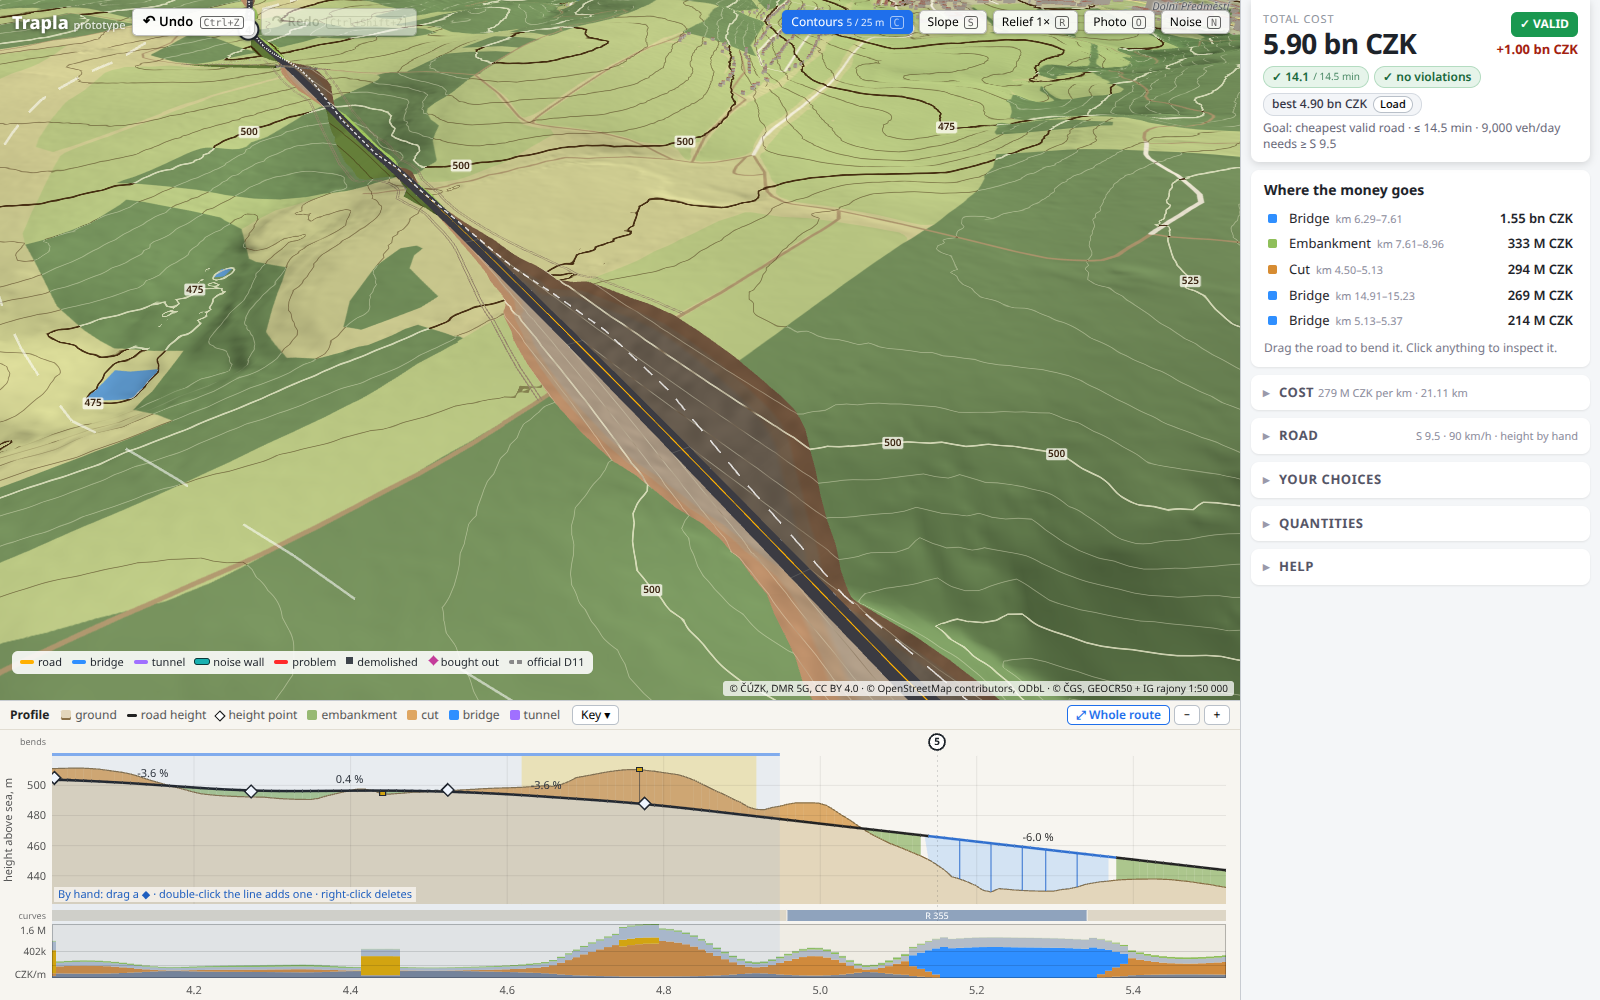 Trapla prototype
↶ Undo Ctrl+Z
↷ Redo Ctrl+Shift+Z
Contours 5 / 25 m C
Slope S
Relief 1× R
Photo O
Noise N
Dolní Předměstí
500
500
500
475
475
525
475
500
500
500
road
bridge
tunnel
noise wall
problem
demolished
bought out
official D11
© ČÚZK, DMR 5G, CC BY 4.0 · © OpenStreetMap contributors, ODbL · © ČGS, GEOCR50 + IG rajony 1:50 000
Profile
ground
road height
height point
embankment
cut
bridge
tunnel
Key ▾
⤢ Whole route
−
+
bends
5
height above sea, m
500
480
460
440
-3.6 %
0.4 %
-3.6 %
-6.0 %
By hand: drag a ◆ · double-click the line adds one · right-click deletes
curves
R 355
1.6 M
402k
CZK/m
4.2
4.4
4.6
4.8
5.0
5.2
5.4
TOTAL COST
5.90 bn CZK
✓ VALID
+1.00 bn CZK
✓ 14.1 / 14.5 min
✓ no violations
best 4.90 bn CZK Load
Goal: cheapest valid road · ≤ 14.5 min · 9,000 veh/day
needs ≥ S 9.5
Where the money goes
Bridge km 6.29–7.61 1.55 bn CZK
Embankment km 7.61–8.96 333 M CZK
Cut km 4.50–5.13 294 M CZK
Bridge km 14.91–15.23 269 M CZK
Bridge km 5.13–5.37 214 M CZK
Drag the road to bend it. Click anything to inspect it.
▶ COST 279 M CZK per km · 21.11 km
▶ ROAD S 9.5 · 90 km/h · height by hand
▶ YOUR CHOICES
▶ QUANTITIES
▶ HELP